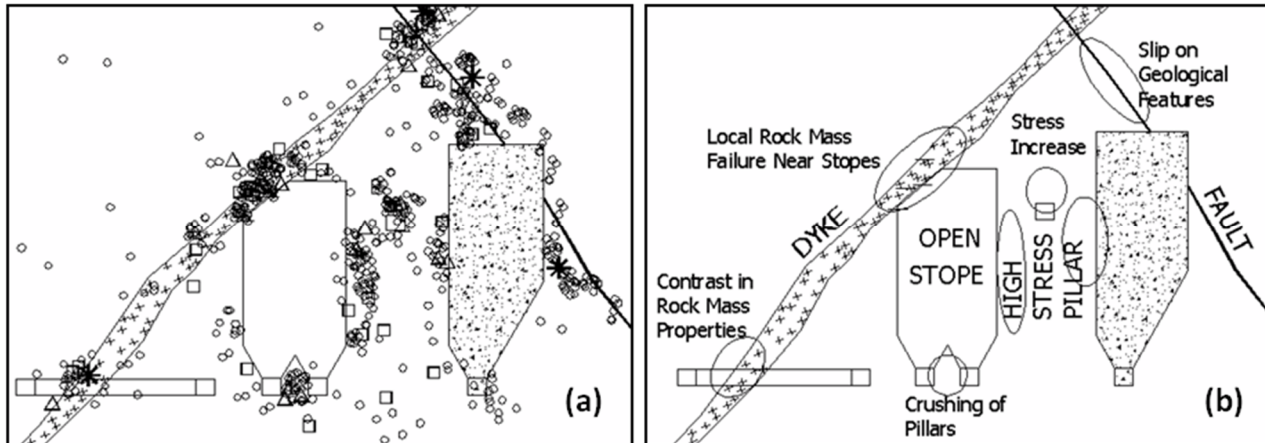 Slip on
Geological
Features
Local Rock Mass
Failure Near Stopes
Stress
Increase
DYKE
OPEN
STOPE
HIGH
STRESS
PILLAR
FAULT
Contrast in
Rock Mass
Properties
Crushing of
Pillars
(a)
(b)